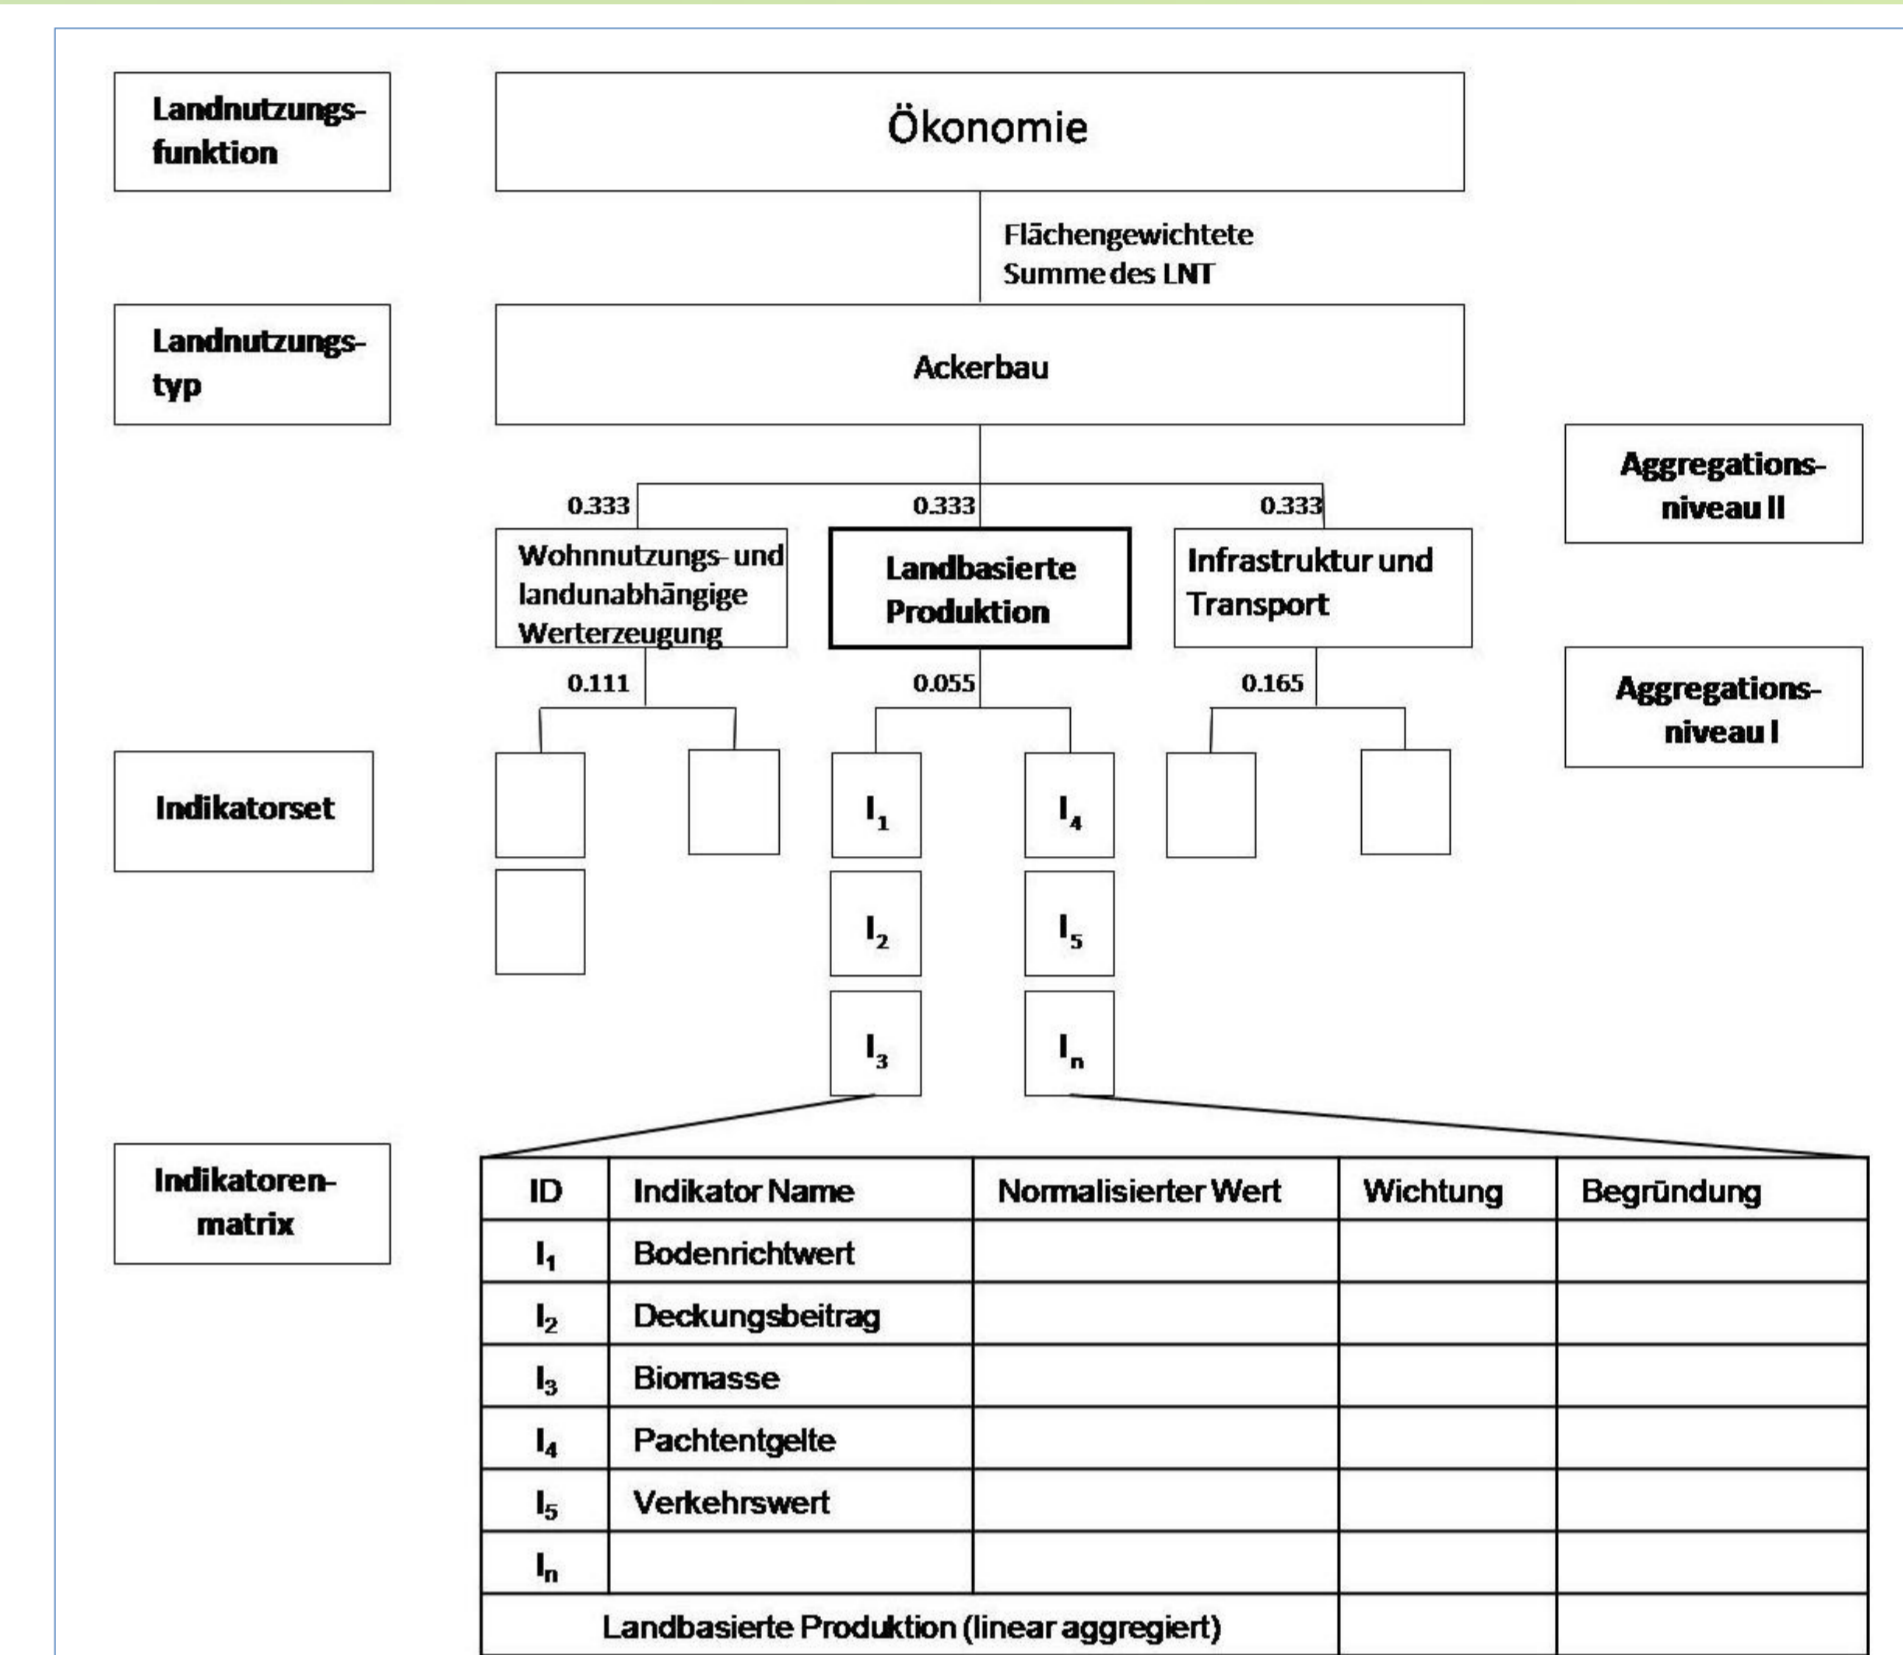 Landnutzungs-
funktion
Ökonomie
Flächengewichtete
Summe des LNT
Landnutzungs-
typ
Ackerbau
Aggregations-
niveau II
0.333
0.333
0.333
Wohnnutzungs- und
landunabhängige
Werterzeugung
Landbasierte
Produktion
Infrastruktur und
Transport
0.111
0.055
0.165
Aggregations-
niveau I
Indikatorset
I1
I4
I2
I5
I3
In
Indikatoren-
matrix
ID Indikator Name Normalisierter Wert Wichtung Begründung
I1 Bodenrichtwert
I2 Deckungsbeitrag
I3 Biomasse
I4 Pachtentgelte
I5 Verkehrswert
In
Landbasierte Produktion (linear aggregiert)